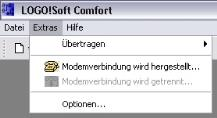 LOGO!Soft Comfort
Datei Extras Hilfe
Übertragen
Modemverbindung wird hergestellt...
Modemverbindung wird getrennt...
Optionen...